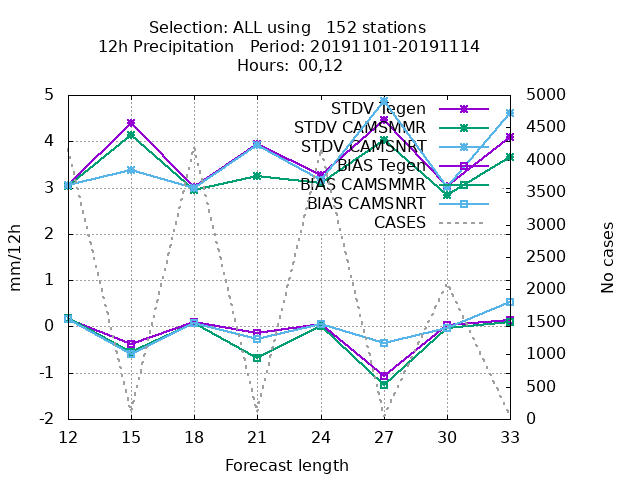 Selection: ALL using   152 stations
12h Precipitation   Period: 20191101-20191114
Hours:  00,12
STDV Tegen
STDV CAMSMMR
STDV CAMSNRT
BIAS Tegen
BIAS CAMSMMR
BIAS CAMSNRT
CASES
5
4
3
2
1
0
-1
-2
mm/12h
5000
4500
4000
3500
3000
2500
2000
1500
1000
500
0
No cases
12 15 18 21 24 27 30 33
Forecast length